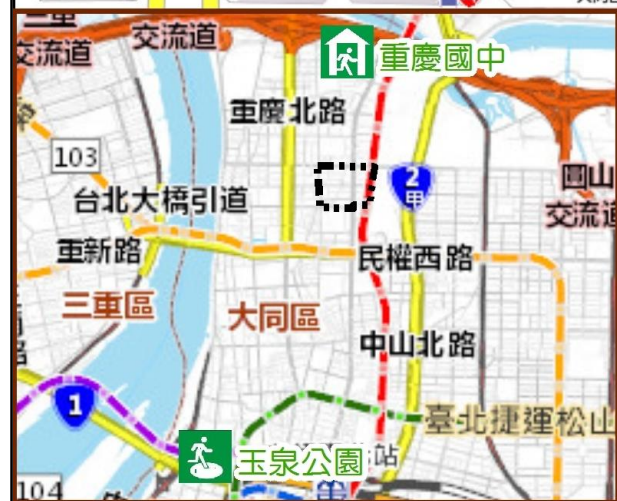 交流道
交流道
重慶國中
重慶北路
103
2
甲
圓山
交流道
台北大橋引道
重新路
民權西路
三重區
大同區
中山北路
1
臺北捷運松山
玉泉公園
站
104